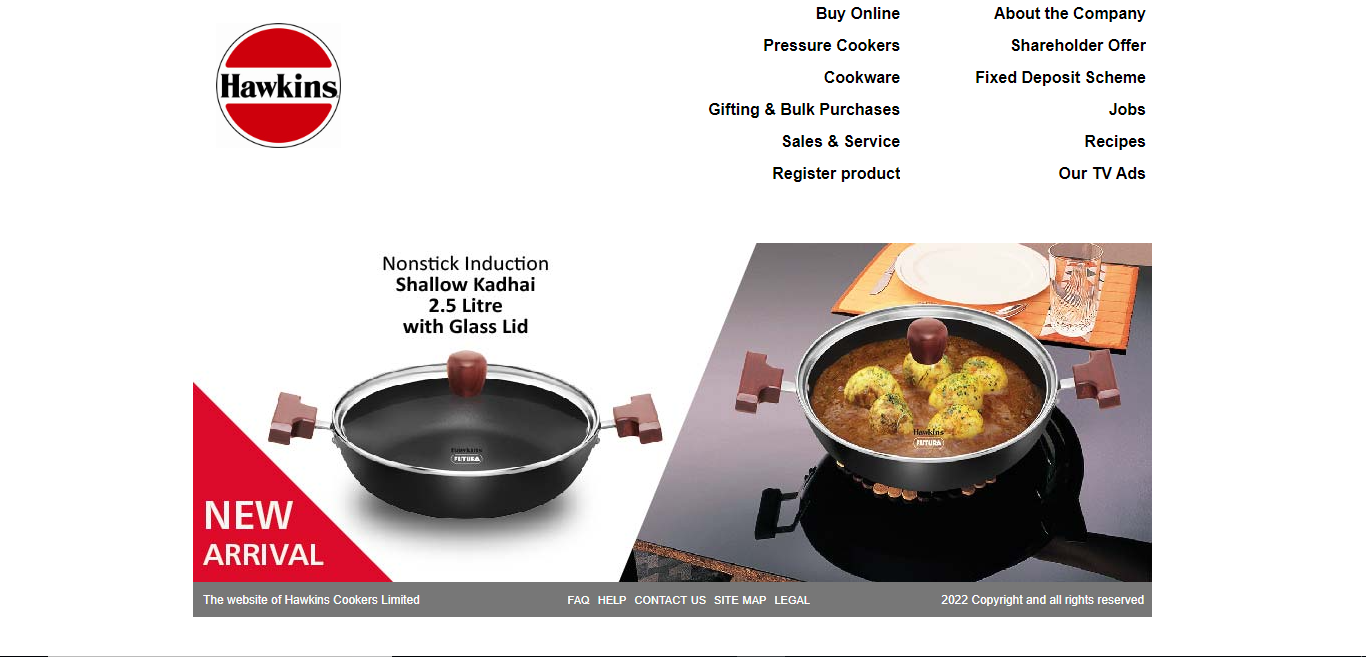 Hawkins
Buy Online
Pressure Cookers
Cookware
Gifting & Bulk Purchases
Sales & Service
Register product
About the Company
Shareholder Offer
Fixed Deposit Scheme
Jobs
Recipes
Our TV Ads
Nonstick Induction
Shallow Kadhai
2.5 Litre
with Glass Lid
Hawkins
FUTURA
NEW
ARRIVAL
Hawkins
FUTURA
The website of Hawkins Cookers Limited
FAQ HELP CONTACT US SITE MAP LEGAL
2022 Copyright and all rights reserved